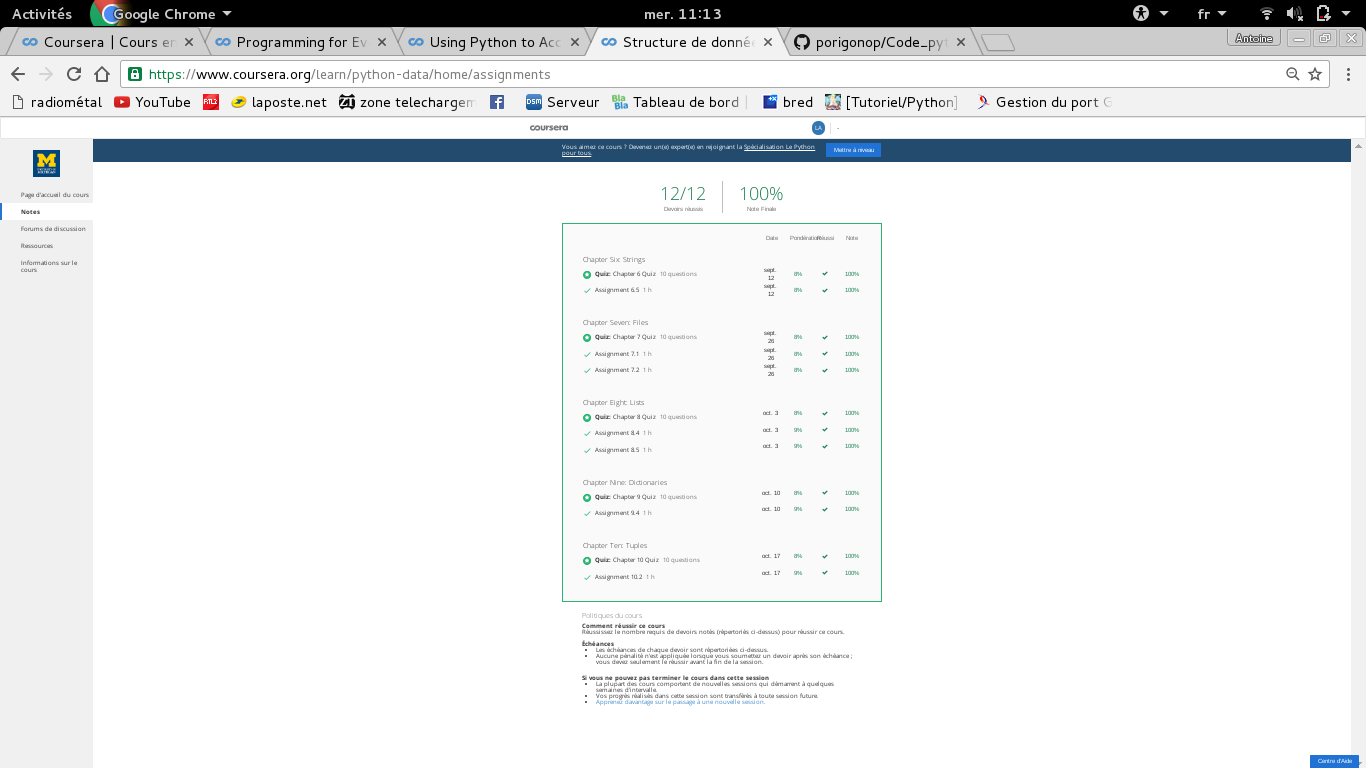 Activités Google Chrome mer. 11:13 fr
Coursera | Cours en Programming for Ev Using Python to Acc Structure de donnée porigonop/Code_pyt Antoine
https://www.coursera.org/learn/python-data/home/assignments
radiométal YouTube RTL2 laposte.net ZT zone telechargem Serveur DSM Bla Bla Tableau de bord bred [Tutoriel/Python] Gestion du port G
coursera LA
Vous aimez ce cours ? Devenez un(e) expert(e) en rejoignant la Spécialisation Le Python
pour tous.
Mettre à niveau
M
Page d'accueil du cours
Notes
Forums de discussion
Ressources
Informations sur le
cours
12/12 100%
Devoirs réussis Note Finale
Date Pondération Réussi Note
Chapter Six: Strings
Quiz: Chapter 6 Quiz 10 questions sept. 12 8% 100%
Assignment 6.5 1 h sept. 12 8% 100%
Chapter Seven: Files
Quiz: Chapter 7 Quiz 10 questions sept. 26 8% 100%
Assignment 7.1 1 h sept. 26 8% 100%
Assignment 7.2 1 h sept. 26 8% 100%
Chapter Eight: Lists
Quiz: Chapter 8 Quiz 10 questions oct. 3 8% 100%
Assignment 8.4 1 h oct. 3 9% 100%
Assignment 8.5 1 h oct. 3 9% 100%
Chapter Nine: Dictionaries
Quiz: Chapter 9 Quiz 10 questions oct. 10 8% 100%
Assignment 9.4 1 h oct. 10 9% 100%
Chapter Ten: Tuples
Quiz: Chapter 10 Quiz 10 questions oct. 17 8% 100%
Assignment 10.2 1 h oct. 17 9% 100%
Politiques du cours
Comment réussir ce cours
Réussissez le nombre requis de devoirs notés (répertoriés ci-dessus) pour réussir ce cours.
Échéances
Les échéances de chaque devoir sont répertoriées ci-dessus.
Aucune pénalité n'est appliquée lorsque vous soumettez un devoir après son échéance ;
vous devez seulement le réussir avant la fin de la session.
Si vous ne pouvez pas terminer le cours dans cette session
La plupart des cours comportent de nouvelles sessions qui démarrent à quelques
semaines d'intervalle.
Vos progrès réalisés dans cette session sont transférés à toute session future.
Apprenez davantage sur le passage à une nouvelle session.
Centre d'Aide